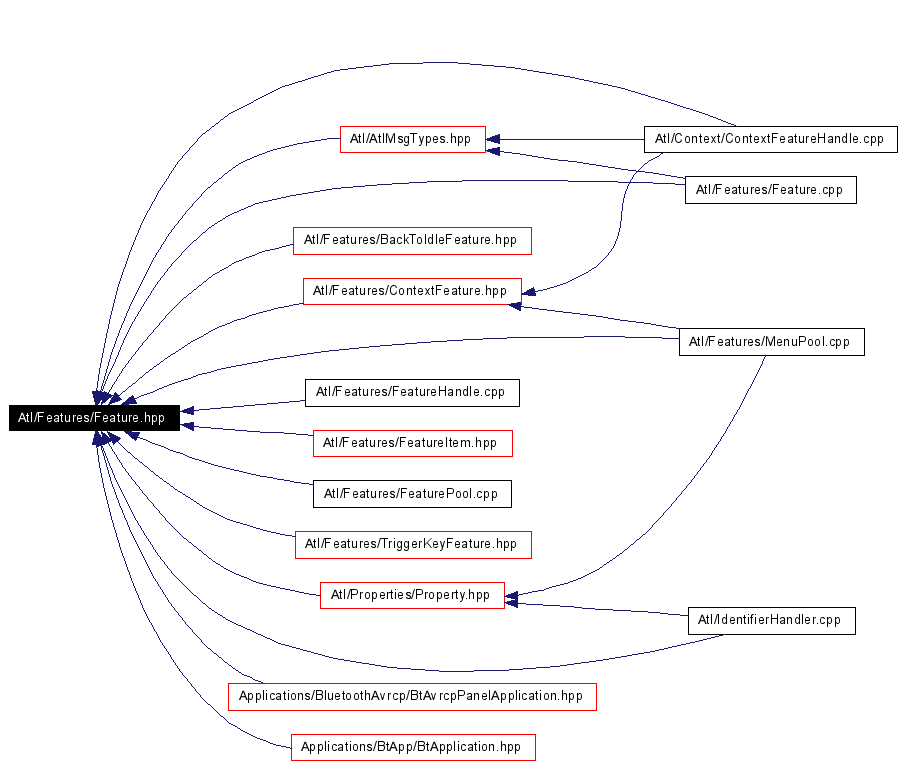 Atl/AtlMsgTypes.hpp
Atl/Context/ContextFeatureHandle.cpp
Atl/Features/Feature.cpp
Atl/Features/BackToIdleFeature.hpp
Atl/Features/ContextFeature.hpp
Atl/Features/MenuPool.cpp
Atl/Features/FeatureHandle.cpp
Atl/Features/Feature.hpp
Atl/Features/FeatureItem.hpp
Atl/Features/FeaturePool.cpp
Atl/Features/TriggerKeyFeature.hpp
Atl/Properties/Property.hpp
Atl/IdentifierHandler.cpp
Applications/BluetoothAvrcp/BtAvrcpPanelApplication.hpp
Applications/BtApp/BtApplication.hpp